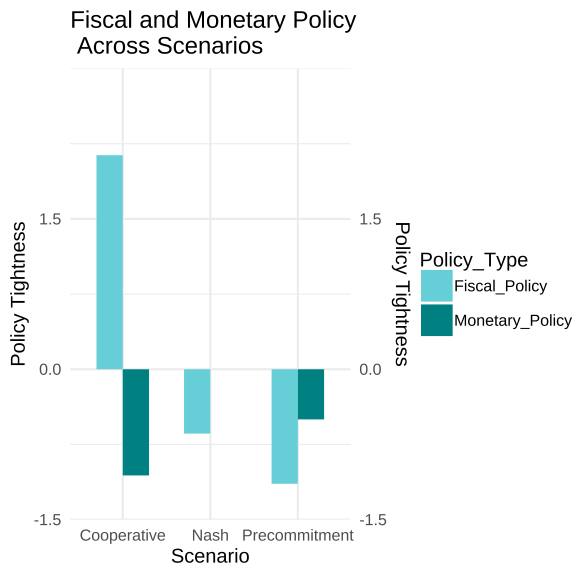 Fiscal and Monetary Policy
Across Scenarios
Policy Tightness
1.5
0.0
-1.5
1.5
0.0
-1.5
Policy Tightness
Cooperative
Nash
Precommitment
Scenario
Policy_Type
Fiscal_Policy
Monetary_Policy